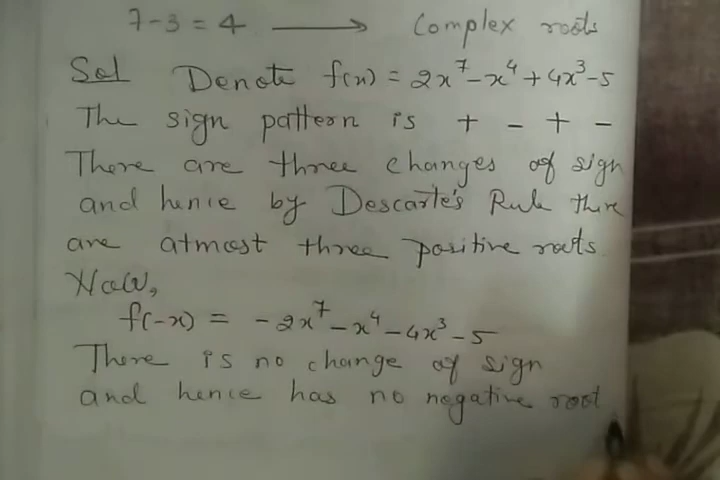 7-3 = 4 ⟶ Complex roots
Sol Denote f(x) = 2x⁷-x⁴+4x³-5
The sign pattern is + - + -
There are three changes of sign
and hence by Descarte's Rule there
are atmost three positive roots.
Now,
f(-x) = -2x⁷-x⁴-4x³-5
There is no change of sign
and hence has no negative root